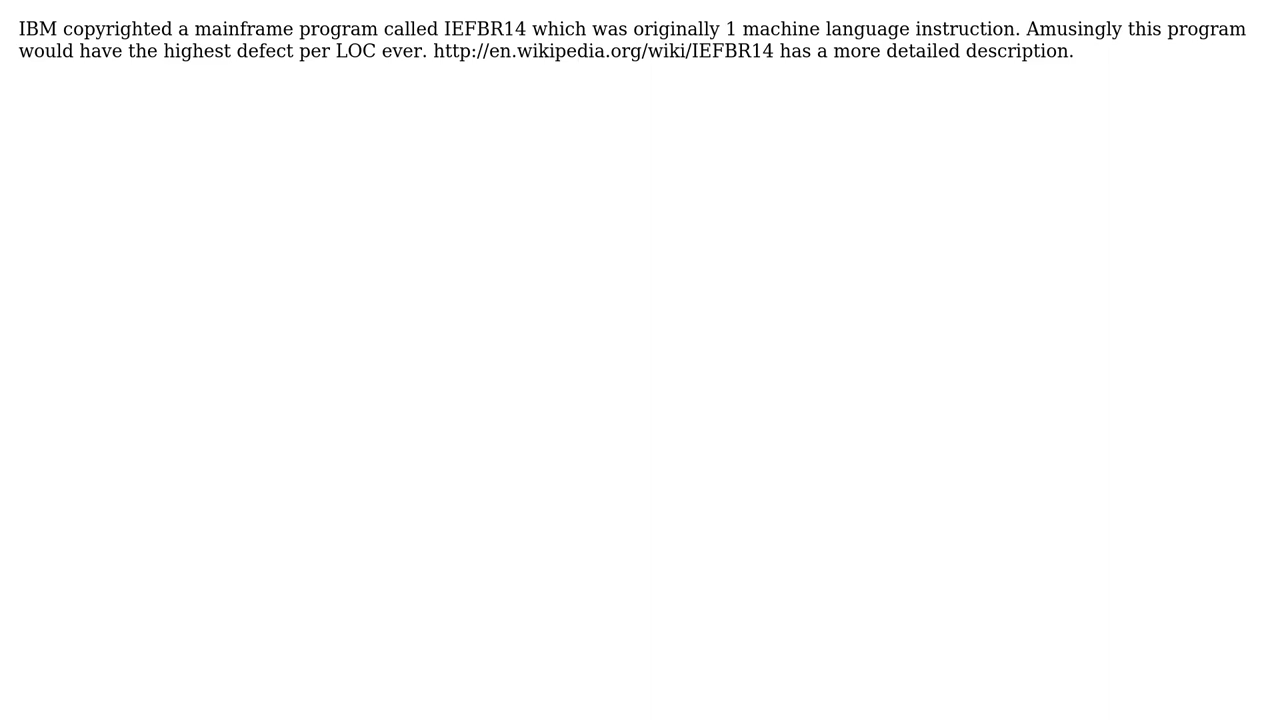 IBM copyrighted a mainframe program called IEFBR14 which was originally 1 machine language instruction. Amusingly this program
would have the highest defect per LOC ever. http://en.wikipedia.org/wiki/IEFBR14 has a more detailed description.